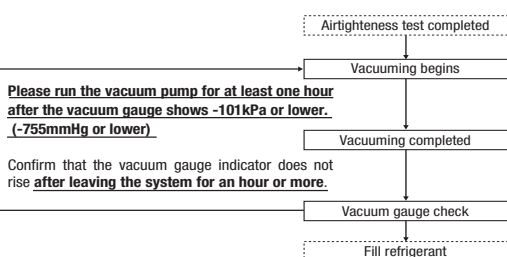 Airtighteness test completed
Vacuuming begins
Please run the vacuum pump for at least one hour
after the vacuum gauge shows -101kPa or lower.
(-755mmHg or lower)
Vacuuming completed
Confirm that the vacuum gauge indicator does not
rise after leaving the system for an hour or more.
Vacuum gauge check
Fill refrigerant